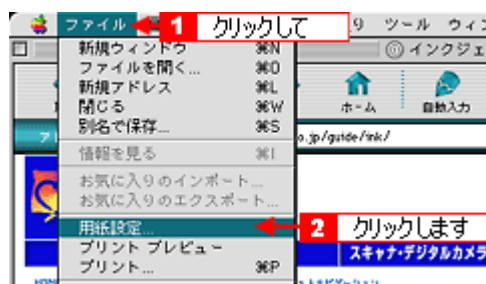 ファイル 1 クリックして り ツール ウィ
新規ウィンドウ ⌘N
インクジェ
ファイルを開く... ⌘O
新規アドレス ⌘L
閉じる ⌘W
ホーム 自動入力
別名で保存... ⌘S
o.jp/guide/ink/
情報を見る ⌘I
お気に入りのインポート...
お気に入りのエクスポート...
用紙設定... 2 クリックします
プリント プレビュー
スキャナ・デジタルカメラ
プリント... ⌘P